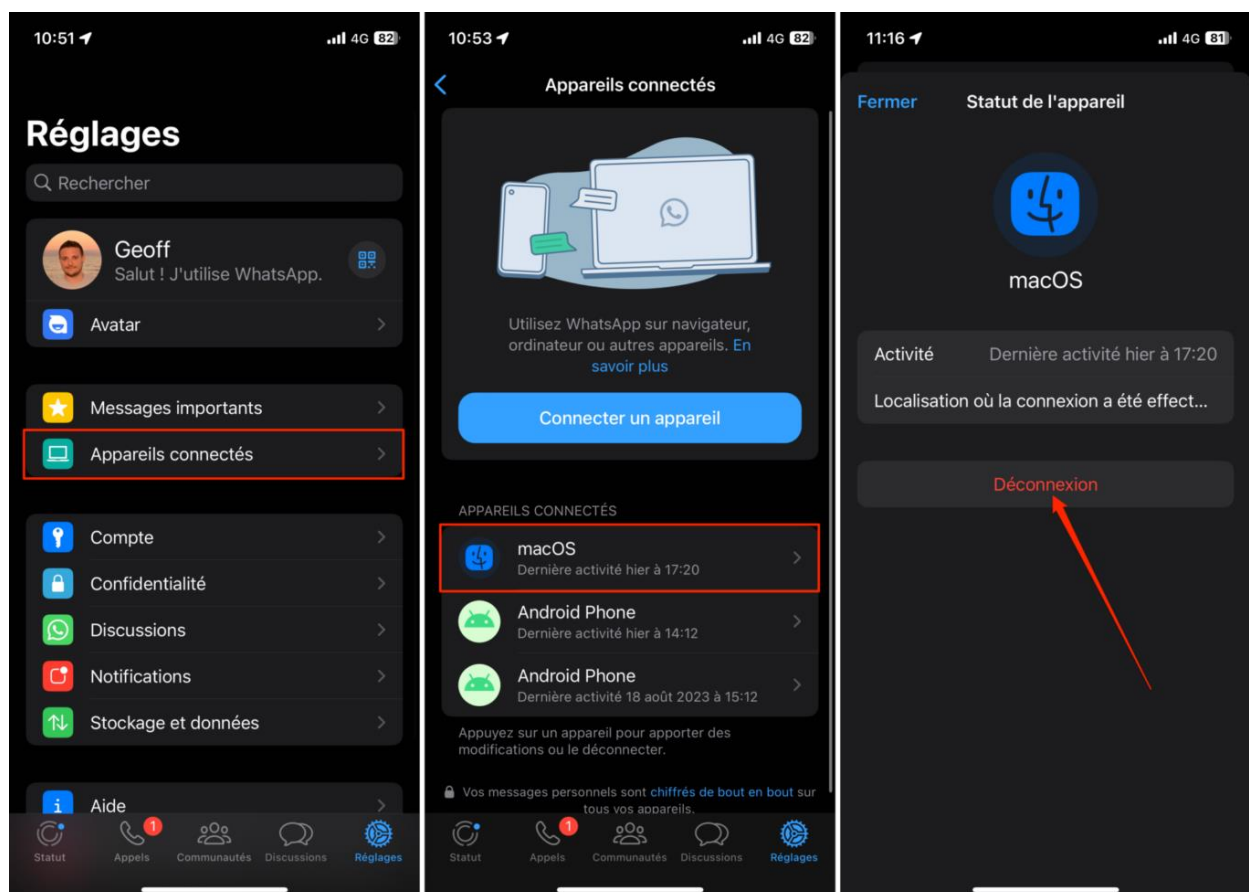 10:51
4G 82
Réglages
Rechercher
Geoff
Salut ! J'utilise WhatsApp.
Avatar
Messages importants
Appareils connectés
Compte
Confidentialité
Discussions
Notifications
Stockage et données
Aide
1
Statut
Appels
Communautés
Discussions
Réglages
10:53
4G 82
Appareils connectés
Utilisez WhatsApp sur navigateur,
ordinateur ou autres appareils. En
savoir plus
Connecter un appareil
APPAREILS CONNECTÉS
macOS
Dernière activité hier à 17:20
Android Phone
Dernière activité hier à 14:12
Android Phone
Dernière activité 18 août 2023 à 15:12
Appuyez sur un appareil pour apporter des
modifications ou le déconnecter.
Vos messages personnels sont chiffrés de bout en bout sur
tous vos appareils.
1
Statut
Appels
Communautés
Discussions
Réglages
11:16
4G 81
Fermer
Statut de l'appareil
macOS
Activité
Dernière activité hier à 17:20
Localisation où la connexion a été effect...
Déconnexion